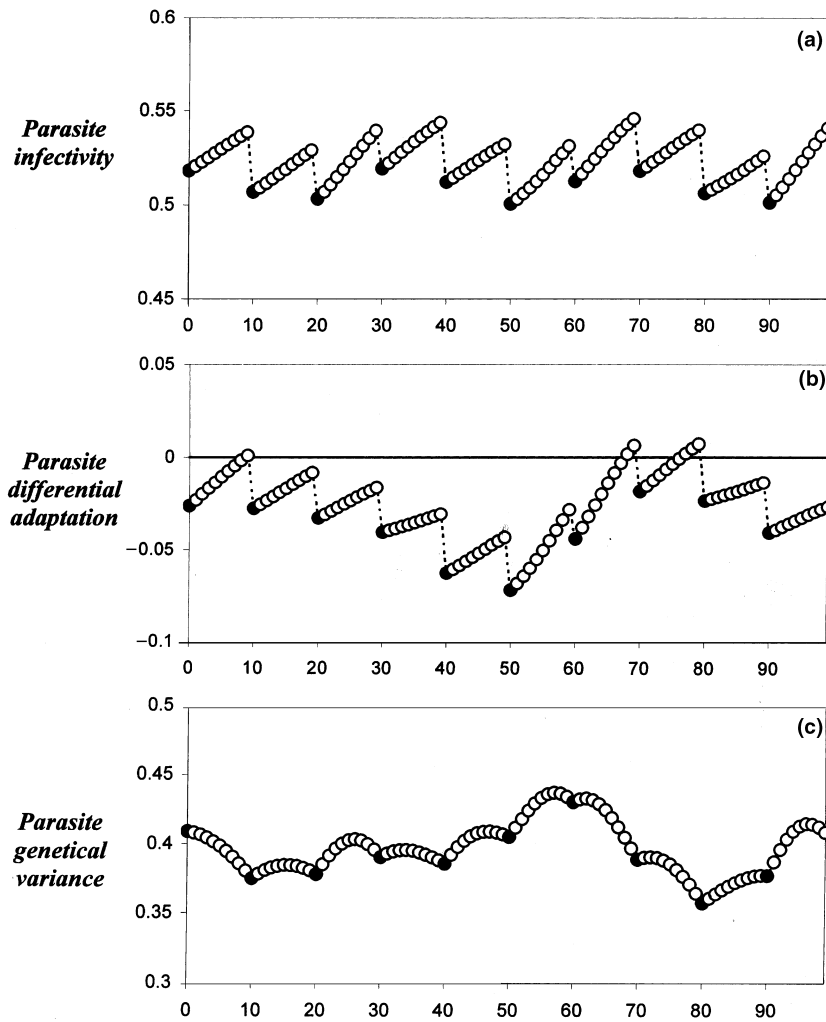 0.6
(a)
0.55
Parasite
infectivity
0.5
0.45
0 10 20 30 40 50 60 70 80 90
0.05
(b)
0
Parasite
differential
adaptation
−0.05
−0.1
0 10 20 30 40 50 60 70 80 90
0.5
(c)
0.45
Parasite
genetical
variance
0.4
0.35
0.3
0 10 20 30 40 50 60 70 80 90